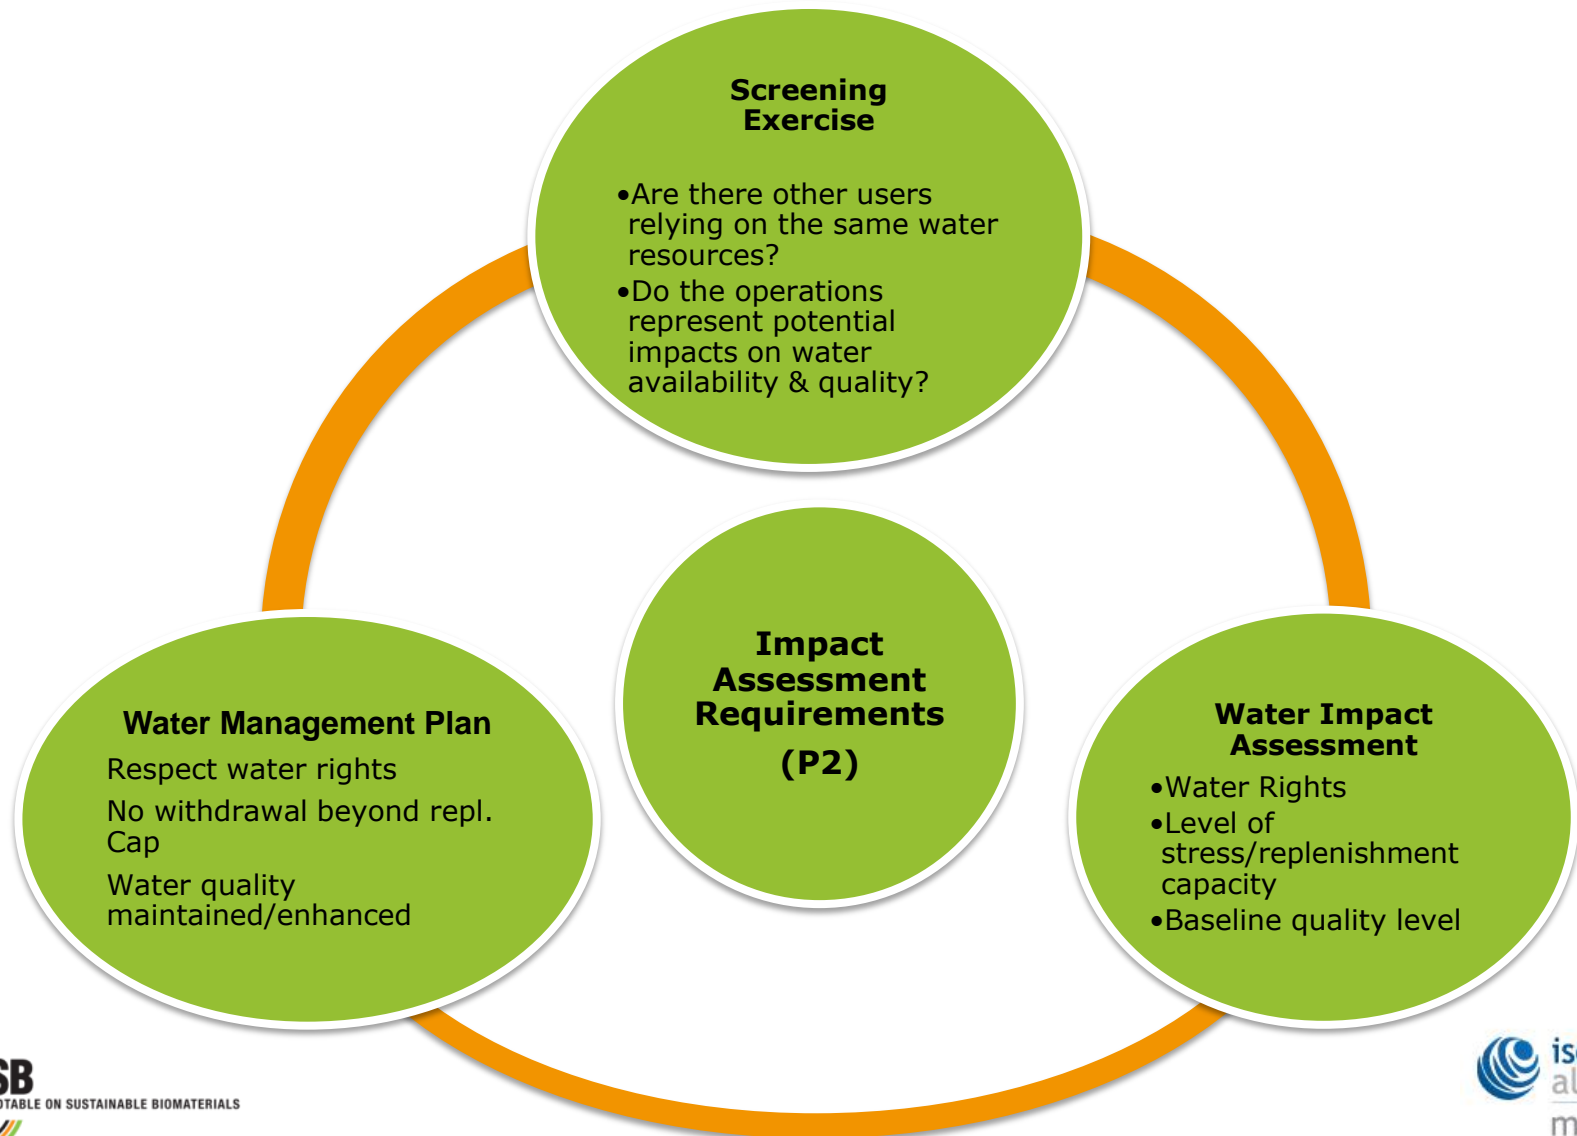 Screening
Exercise
•Are there other users
relying on the same water
resources?
•Do the operations
represent potential
impacts on water
availability & quality?
Impact
Assessment
Requirements
(P2)
Water Management Plan
Respect water rights
No withdrawal beyond repl.
Cap
Water quality
maintained/enhanced
Water Impact
Assessment
•Water Rights
•Level of
stress/replenishment
capacity
•Baseline quality level
SB
ON SUSTAINABLE BIOMATERIALS